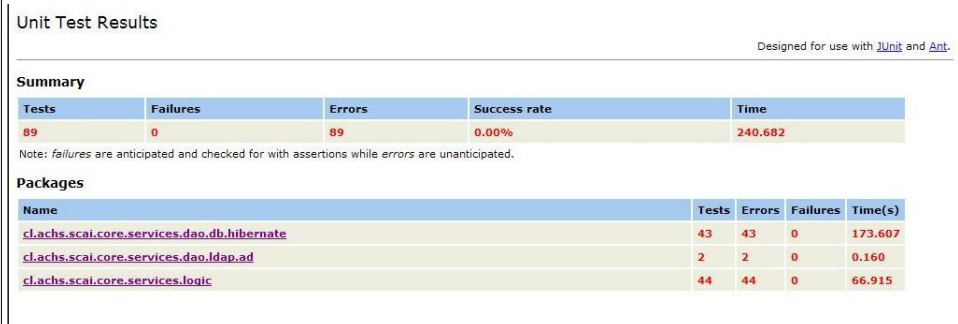 Unit Test Results
Designed for use with JUnit and Ant.
Summary
Tests Failures Errors Success rate Time
89 0 89 0.00% 240.682
Note: failures are anticipated and checked for with assertions while errors are unanticipated.
Packages
Name Tests Errors Failures Time(s)
cl.achs.scai.core.services.dao.db.hibernate 43 43 0 173.607
cl.achs.scai.core.services.dao.ldap.ad 2 2 0 0.160
cl.achs.scai.core.services.logic 44 44 0 66.915